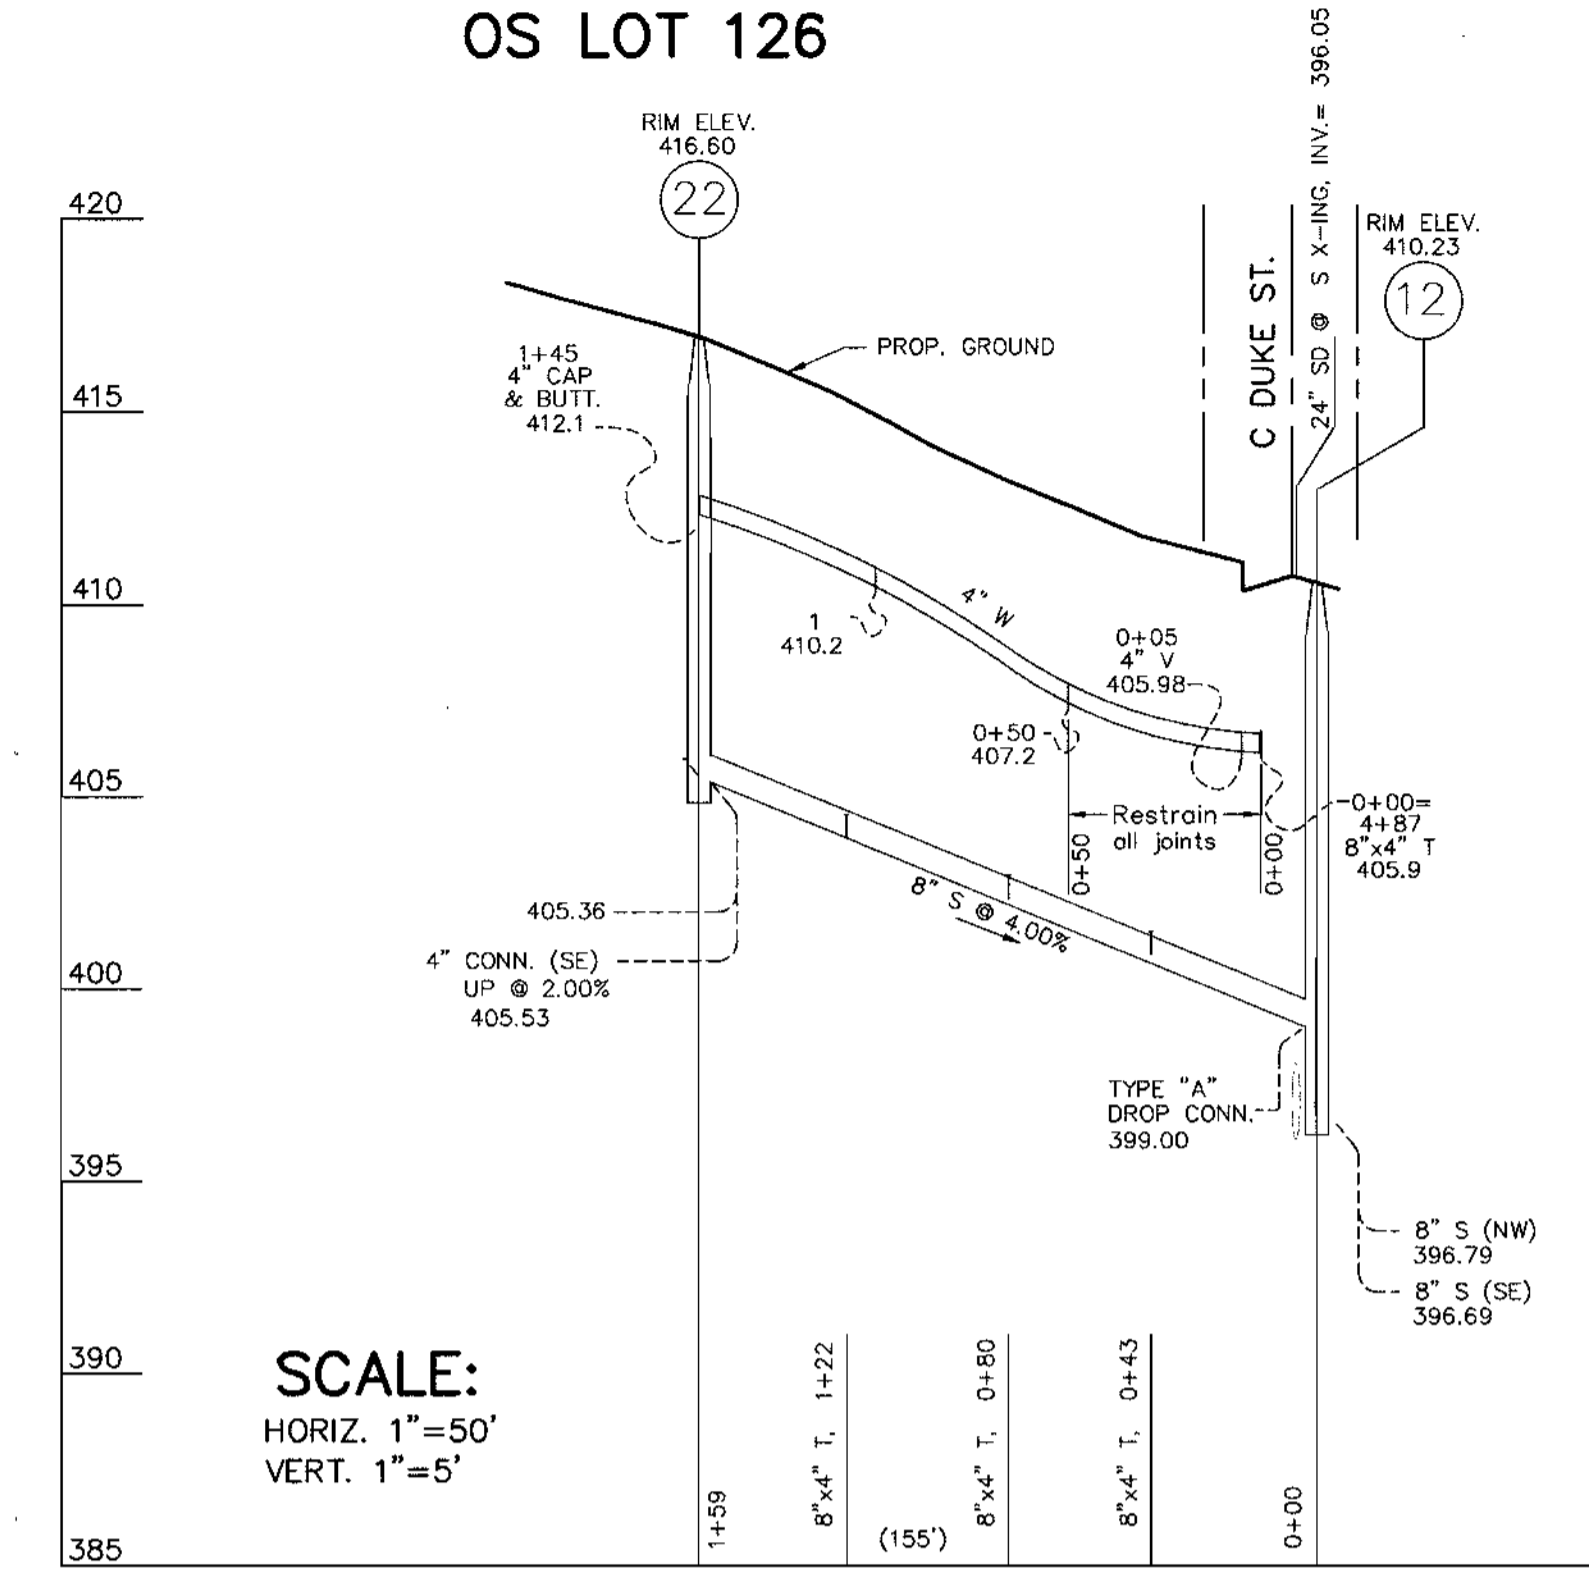 OS LOT 126
24" SD @ S X-ING, INV.= 396.05
RIM ELEV.
416.60
22
RIM ELEV.
410.23
12
C DUKE ST.
420
415
410
405
400
395
390
385
PROP. GROUND
1+45
4" CAP
& BUTT.
412.1
4" W
1
410.2
0+05
4" V
405.98
0+50
407.2
Restrain
all joints
0+50
0+00
0+00=
4+87
8"x4" T
405.9
8" S @ 4.00%
405.36
4" CONN. (SE)
UP @ 2.00%
405.53
TYPE "A"
DROP CONN.
399.00
8" S (NW)
396.79
8" S (SE)
396.69
SCALE:
HORIZ. 1"=50'
VERT. 1"=5'
1+59
8"x4" T, 1+22
(155')
8"x4" T, 0+80
8"x4" T, 0+43
0+00